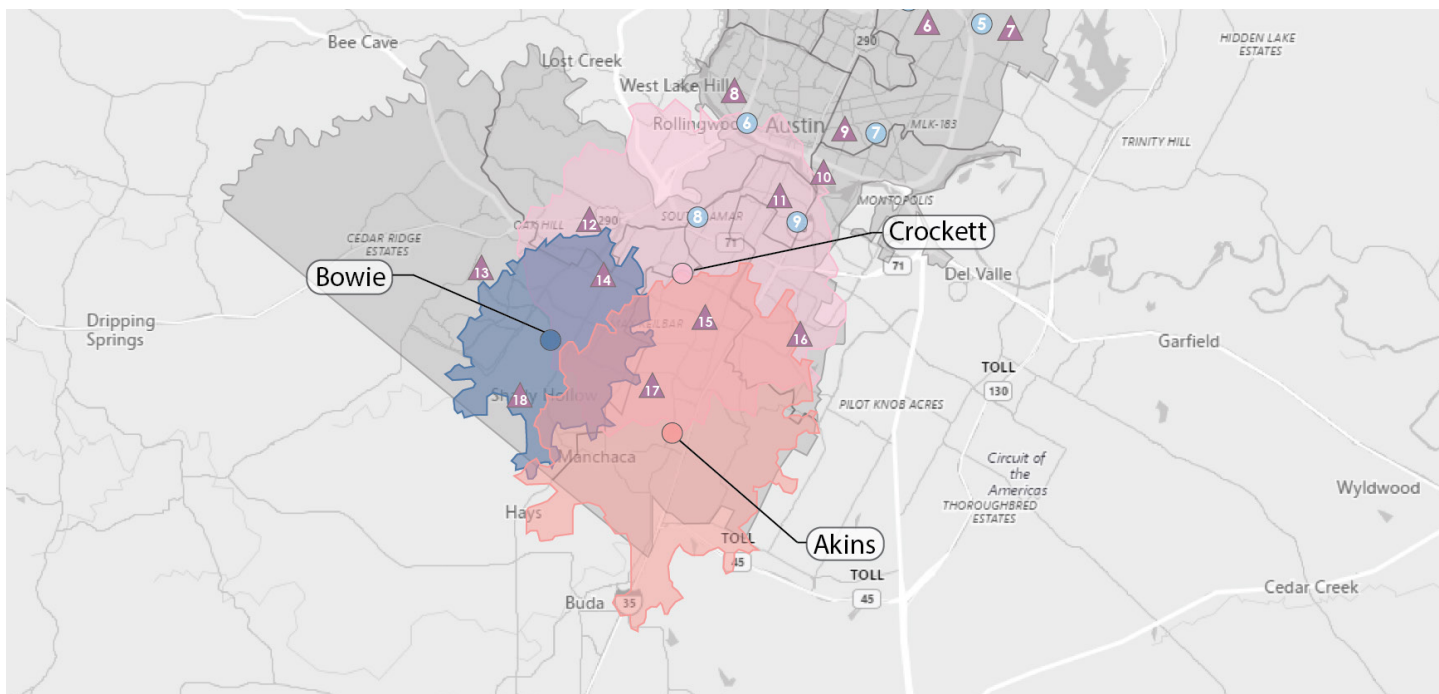 6
5
7
290
HIDDEN LAKE
ESTATES
Bee Cave
Lost Creek
West Lake Hill
8
Rollingwood
6
Austin
9
7
MLK-183
TRINITY HILL
10
11
MONTOPOLIS
12
290
OAK HILL
8
SOUTH LAMAR
9
CEDAR RIDGE
ESTATES
71
Crockett
13
14
71
Del Valle
Bowie
Dripping
Springs
15
16
Garfield
TOLL
130
17
18
Shady Hollow
PILOT KNOB ACRES
Manchaca
Circuit of
the
Americas
THOROUGHBRED
ESTATES
Wyldwood
Hays
TOLL
45
Akins
TOLL
45
Cedar Creek
Buda
35